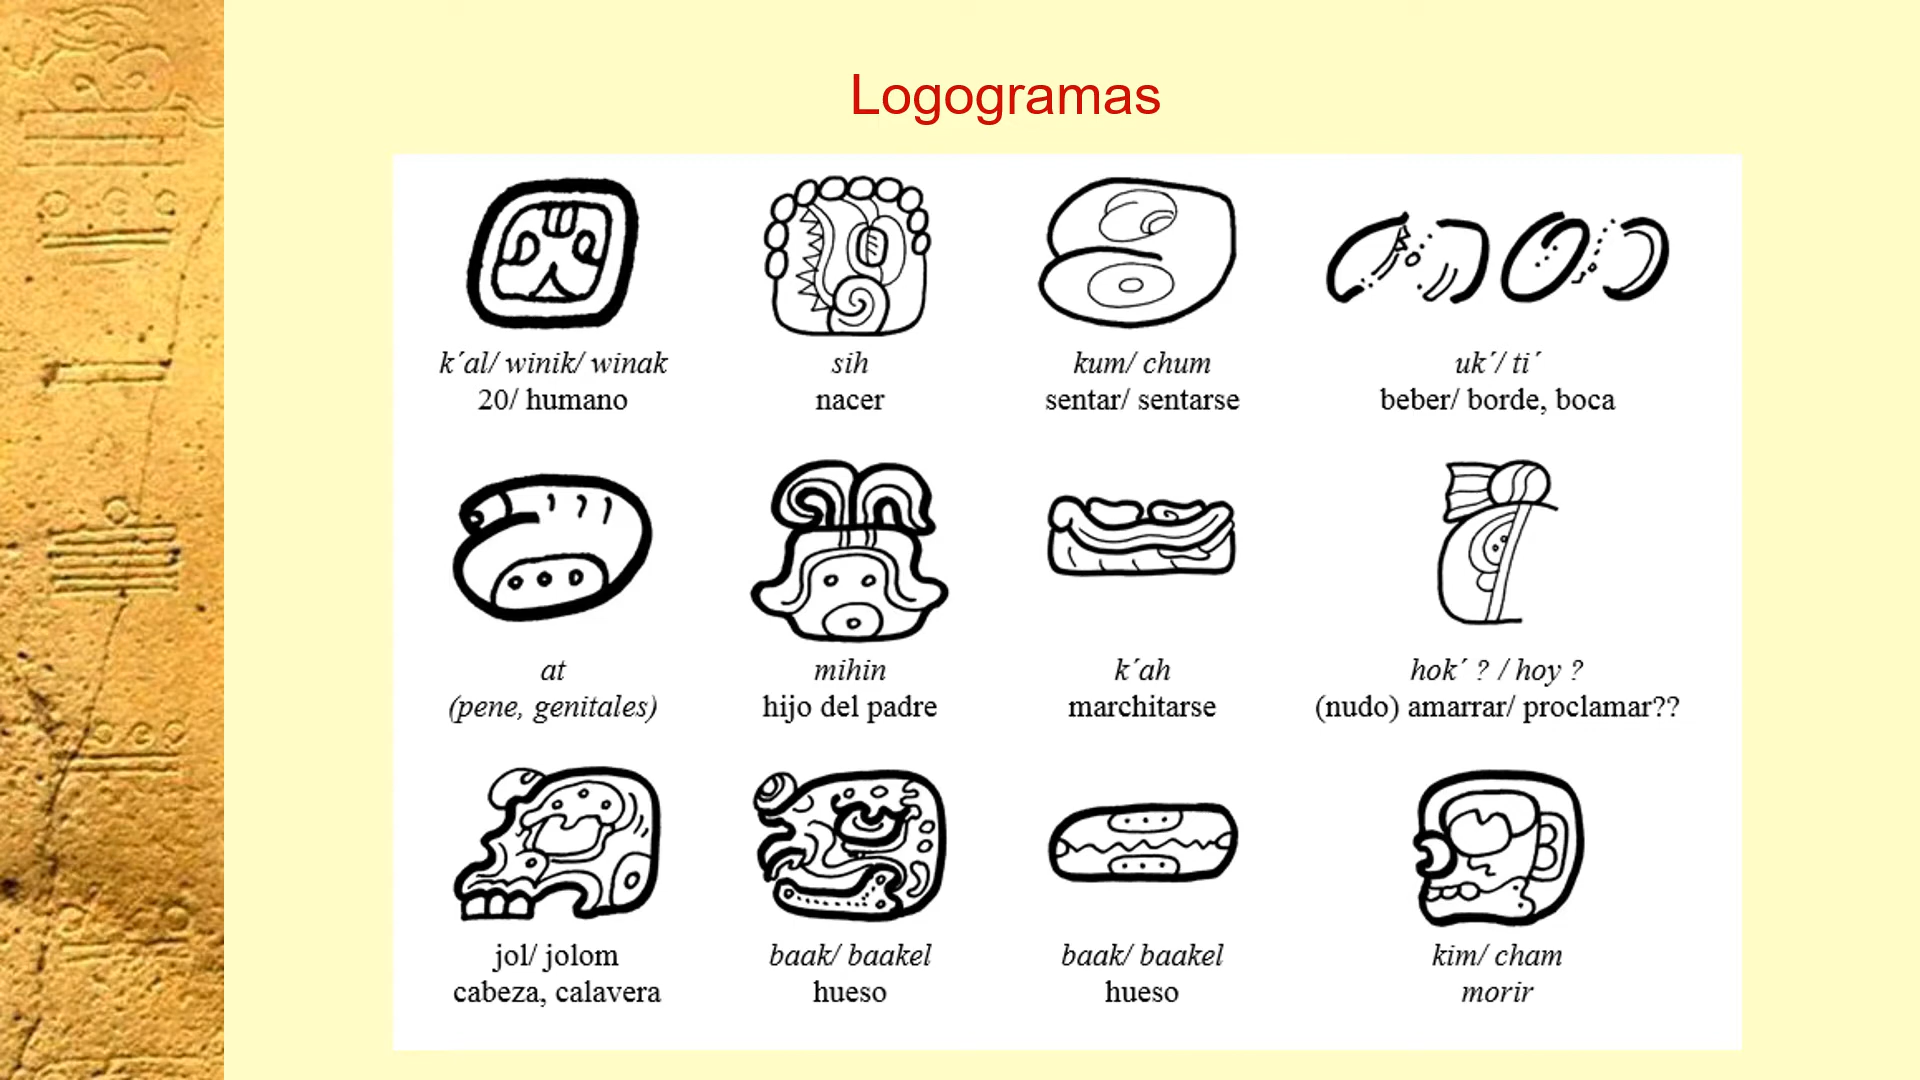 Logogramas
k´al/ winik/ winak
20/ humano
sih
nacer
kum/ chum
sentar/ sentarse
uk´/ ti´
beber/ borde, boca
at
(pene, genitales)
mihin
hijo del padre
k´ah
marchitarse
hok´ ? / hoy ?
(nudo) amarrar/ proclamar??
jol/ jolom
cabeza, calavera
baak/ baakel
hueso
baak/ baakel
hueso
kim/ cham
morir